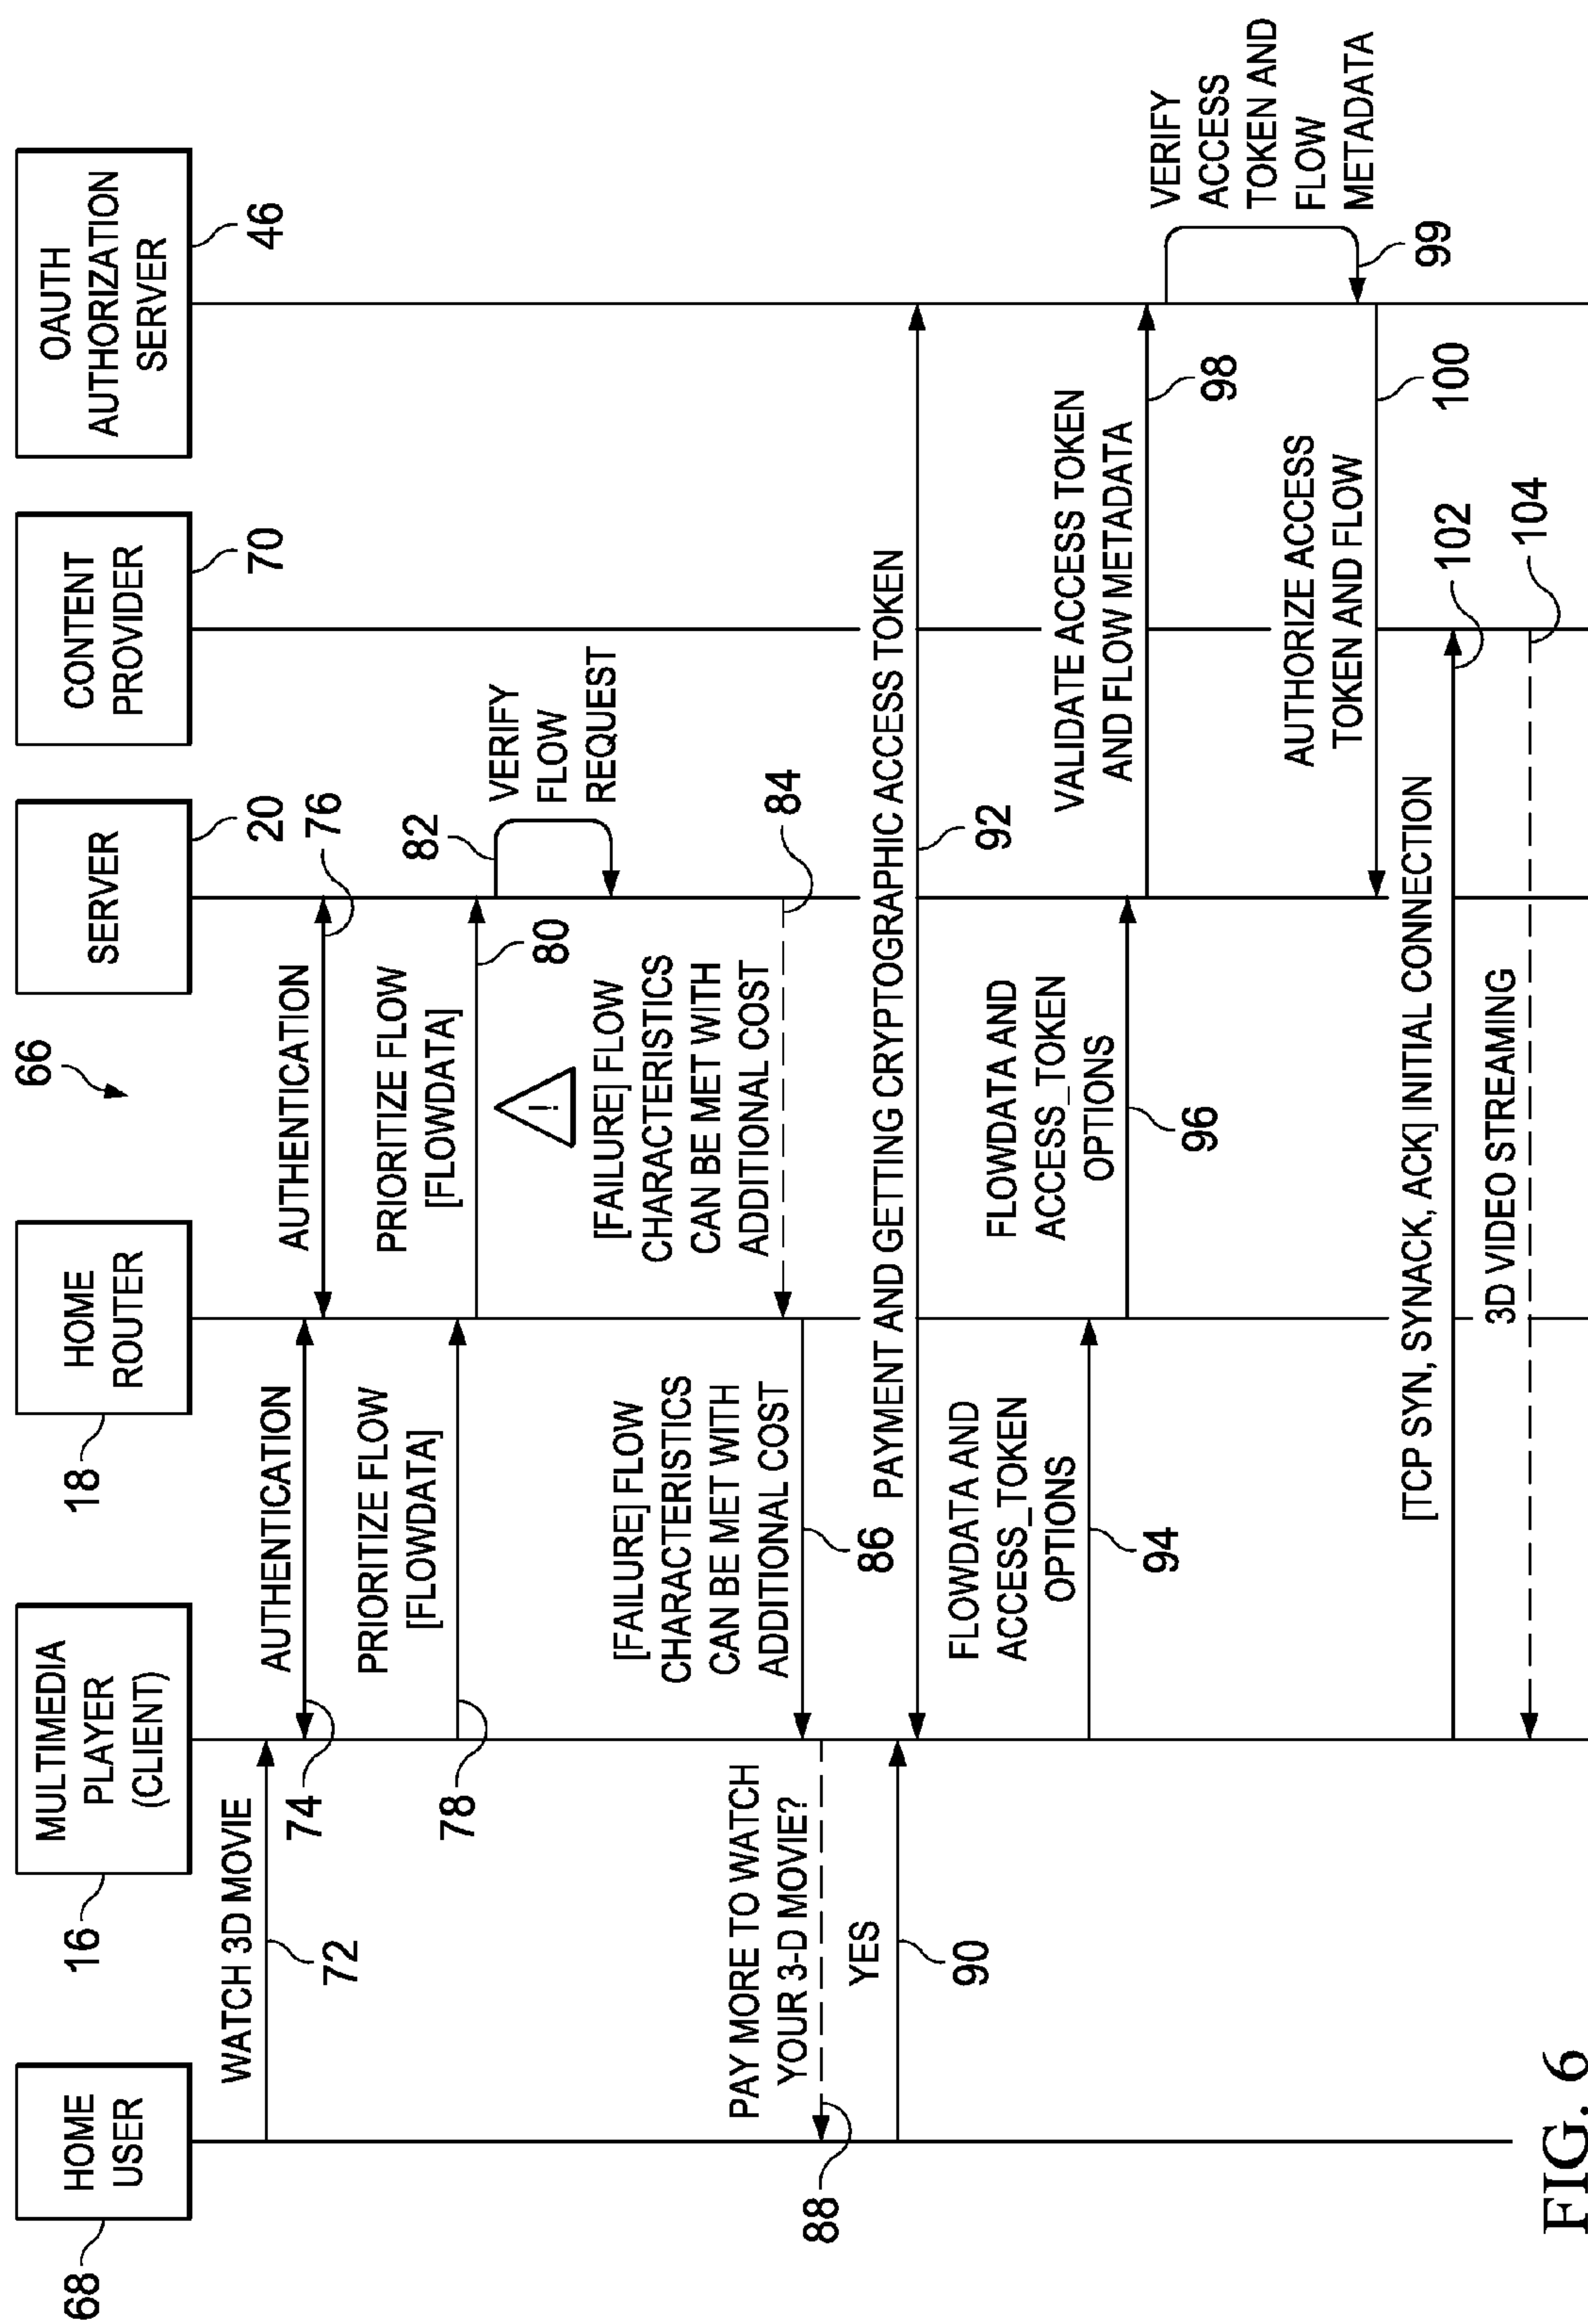 66
HOME
USER
68
MULTIMEDIA
PLAYER
(CLIENT)
16
HOME
ROUTER
18
SERVER
20
CONTENT
PROVIDER
70
OAUTH
AUTHORIZATION
SERVER
46
WATCH 3D MOVIE
72
AUTHENTICATION
74
AUTHENTICATION
76
PRIORITIZE FLOW
[FLOWDATA]
78
PRIORITIZE FLOW
[FLOWDATA]
80
82
VERIFY
FLOW
REQUEST
!
[FAILURE] FLOW
CHARACTERISTICS
CAN BE MET WITH
ADDITIONAL COST
84
[FAILURE] FLOW
CHARACTERISTICS
CAN BE MET WITH
ADDITIONAL COST
86
PAY MORE TO WATCH
YOUR 3-D MOVIE?
88
YES
90
PAYMENT AND GETTING CRYPTOGRAPHIC ACCESS TOKEN
92
FLOWDATA AND
ACCESS_TOKEN
OPTIONS
94
FLOWDATA AND
ACCESS_TOKEN
OPTIONS
96
VALIDATE ACCESS TOKEN
AND FLOW METADATA
98
VERIFY
ACCESS
TOKEN AND
FLOW
METADATA
99
AUTHORIZE ACCESS
TOKEN AND FLOW
100
[TCP SYN, SYNACK, ACK] INITIAL CONNECTION
102
3D VIDEO STREAMING
104
FIG. 6